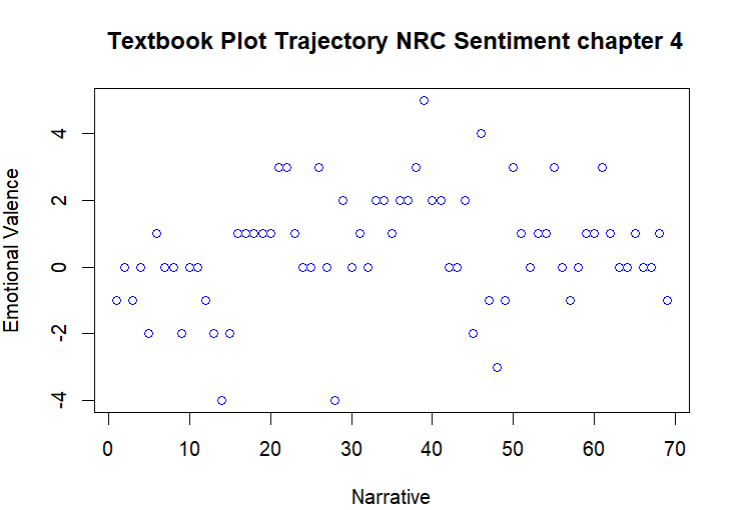 Textbook Plot Trajectory NRC Sentiment chapter 4
Emotional Valence
4
2
0
-2
-4
0 10 20 30 40 50 60 70
Narrative